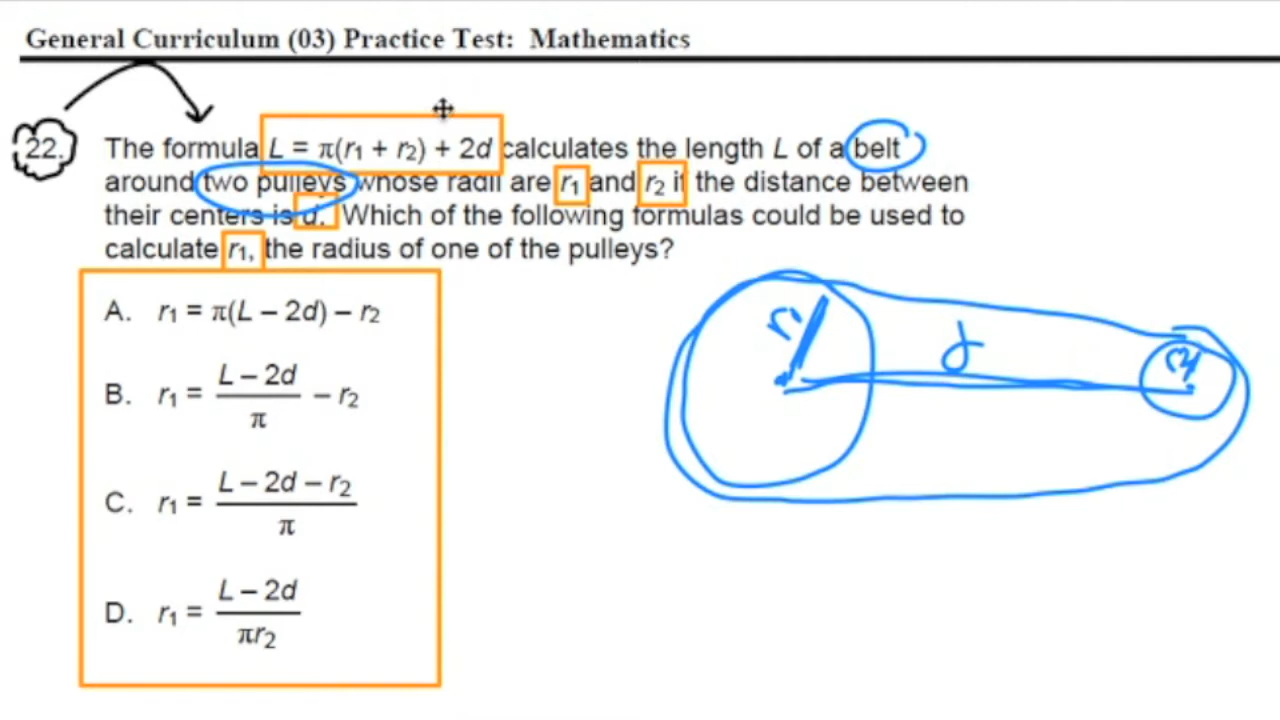 General Curriculum (03) Practice Test: Mathematics
22. The formula L = π(r₁ + r₂) + 2d calculates the length L of a belt
around two pulleys whose radii are r₁ and r₂ if the distance between
their centers is d. Which of the following formulas could be used to
calculate r₁, the radius of one of the pulleys?
A. r₁ = π(L – 2d) – r₂
B. r₁ = (L – 2d)/π – r₂
C. r₁ = (L – 2d – r₂)/π
D. r₁ = (L – 2d)/πr₂
r₁
d
r₂